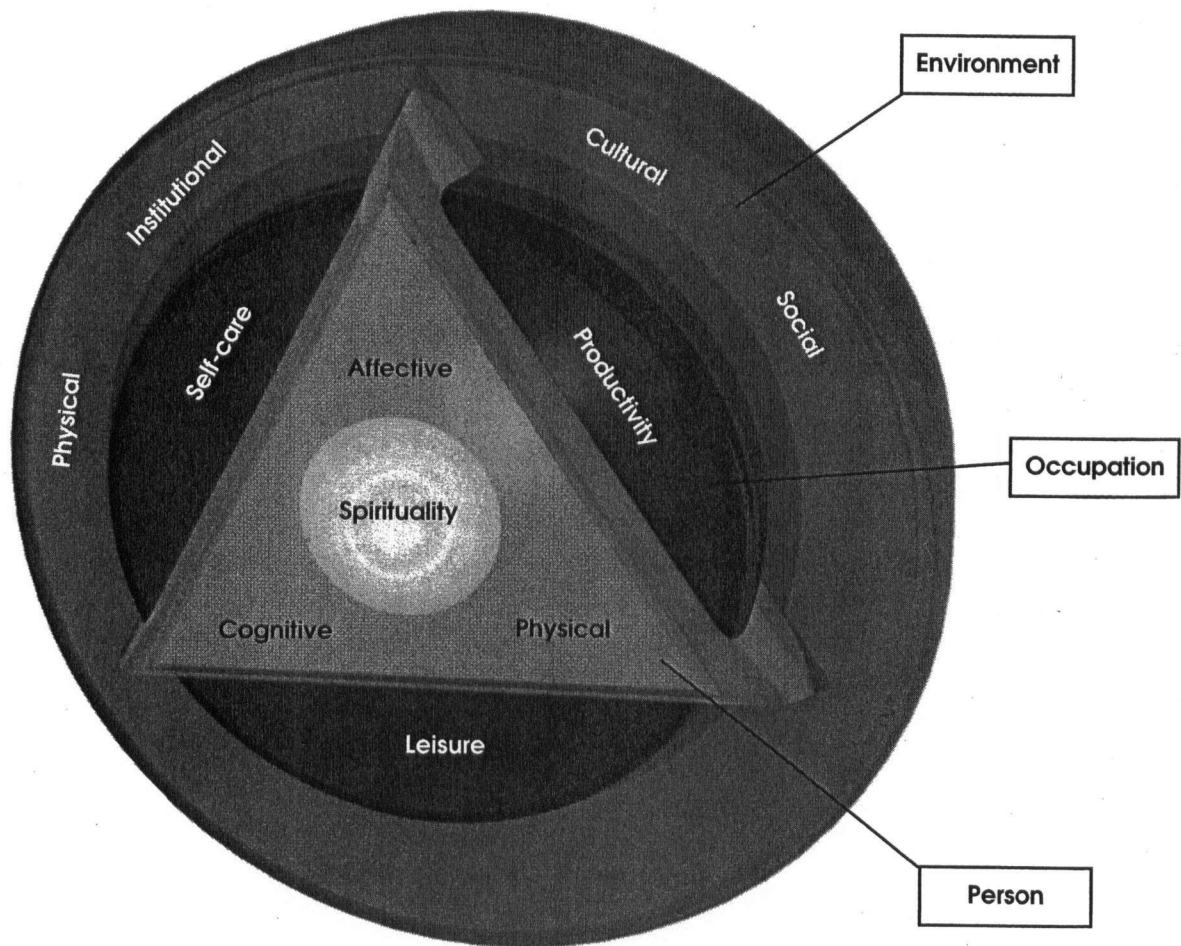 Environment
Cultural
Institutional
Social
Self-care
Productivity
Physical
Affective
Occupation
Spirituality
Cognitive
Physical
Leisure
Person